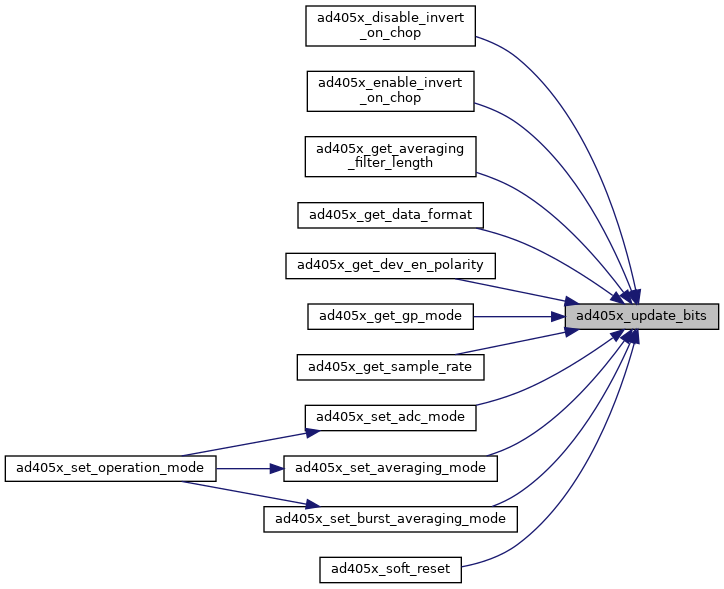 ad405x_disable_invert
_on_chop
ad405x_enable_invert
_on_chop
ad405x_get_averaging
_filter_length
ad405x_get_data_format
ad405x_get_dev_en_polarity
ad405x_get_gp_mode
ad405x_update_bits
ad405x_get_sample_rate
ad405x_set_adc_mode
ad405x_set_operation_mode
ad405x_set_averaging_mode
ad405x_set_burst_averaging_mode
ad405x_soft_reset